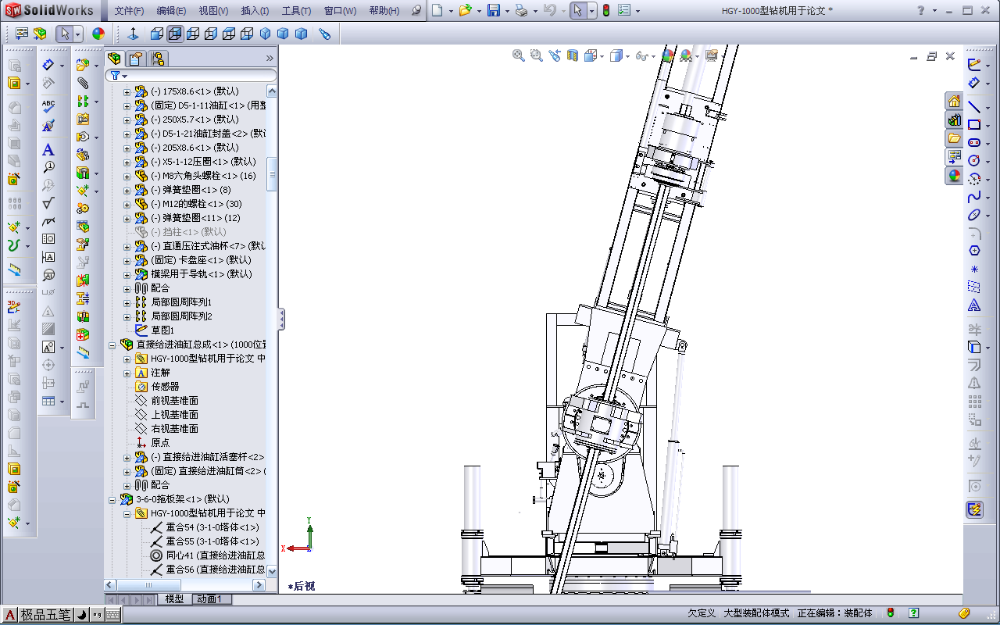 SolidWorks 文件(F) 编辑(E) 视图(V) 插入(I) 工具(T) 窗口(W) 帮助(H) HGY-1000型钻机用于论文 *
(-) 175X8.6<1> (默认)
(固定) D5-1-11油缸<1> (用整
(-) 250X5.7<1> (默认)
(-) D5-1-21油缸封盖<2> (默认
(-) 205X8.6<1> (默认)
(-) X5-1-12压圈<1> (默认)
(-) M8六角头螺栓<1> (16)
(-) 弹簧垫圈<1> (8)
(-) M12的螺栓<1> (30)
(-) 弹簧垫圈<11> (12)
(-) 挡柱<1> (默认)
(-) 直通压注式油杯<7> (默认
(固定) 卡盘座<1> (默认)
横梁用于导轨<1> (默认)
配合
局部圆周阵列1
局部圆周阵列2
草图1
直接给进油缸总成<1> (1000位置
HGY-1000型钻机用于论文 中
A 注解
传感器
前视基准面
上视基准面
右视基准面
原点
(-) 直接给进油缸活塞杆<2>
(固定) 直接给进油缸筒<2> (
配合
3-6-0拖板架<1> (默认)
HGY-1000型钻机用于论文 中
重合54 (3-1-0塔体<1>)
重合55 (3-1-0塔体<1>)
同心41 (直接给进油缸总
重合56 (直接给进油缸总
ABC
A
3D
Y
X
*后视
模型 动画1
欠定义 大型装配体模式 正在编辑：装配体
A 极品五笔